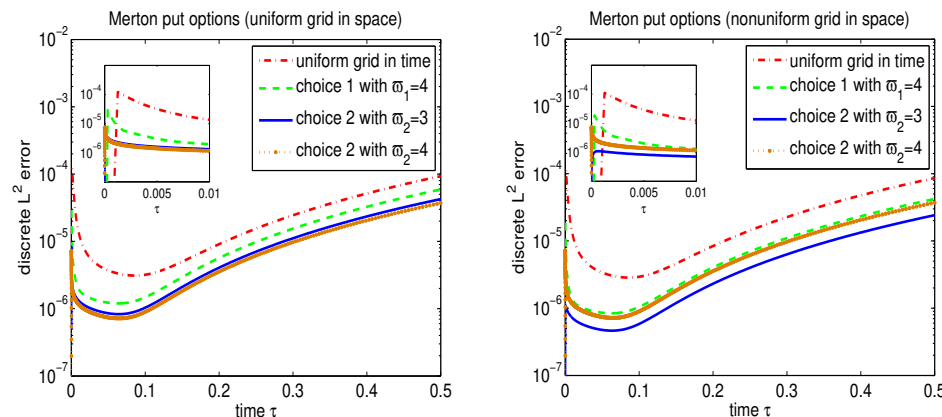 Merton put options (uniform grid in space)
discrete L² error
10⁻²
10⁻³
10⁻⁴
10⁻⁵
10⁻⁶
10⁻⁷
0 0.1 0.2 0.3 0.4 0.5
time τ
uniform grid in time
choice 1 with ϖ₁=4
choice 2 with ϖ₂=3
choice 2 with ϖ₂=4
10⁻⁴
10⁻⁵
10⁻⁶
0 0.005 0.01
τ
Merton put options (nonuniform grid in space)
discrete L² error
10⁻²
10⁻³
10⁻⁴
10⁻⁵
10⁻⁶
10⁻⁷
0 0.1 0.2 0.3 0.4 0.5
time τ
uniform grid in time
choice 1 with ϖ₁=4
choice 2 with ϖ₂=3
choice 2 with ϖ₂=4
10⁻⁴
10⁻⁵
10⁻⁶
0 0.005 0.01
τ